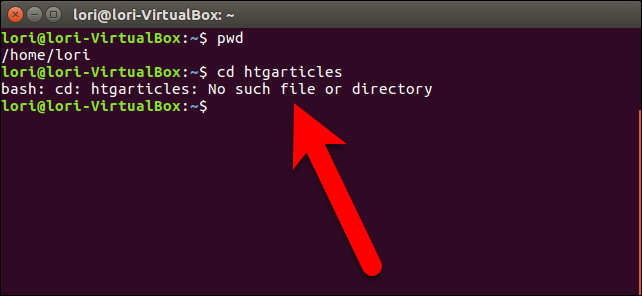 lori@lori-VirtualBox: ~
lori@lori-VirtualBox:~$ pwd
/home/lori
lori@lori-VirtualBox:~$ cd htgarticles
bash: cd: htgarticles: No such file or directory
lori@lori-VirtualBox:~$